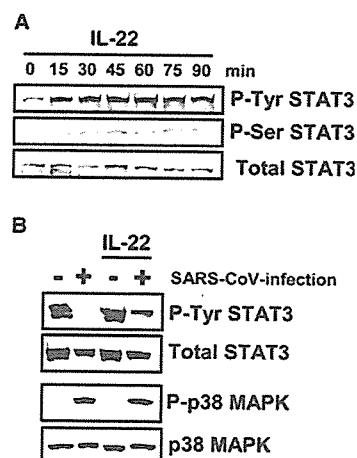 A
IL-22
0 15 30 45 60 75 90 min
P-Tyr STAT3
P-Ser STAT3
Total STAT3
B
IL-22
- + - + SARS-CoV-infection
P-Tyr STAT3
Total STAT3
P-p38 MAPK
p38 MAPK